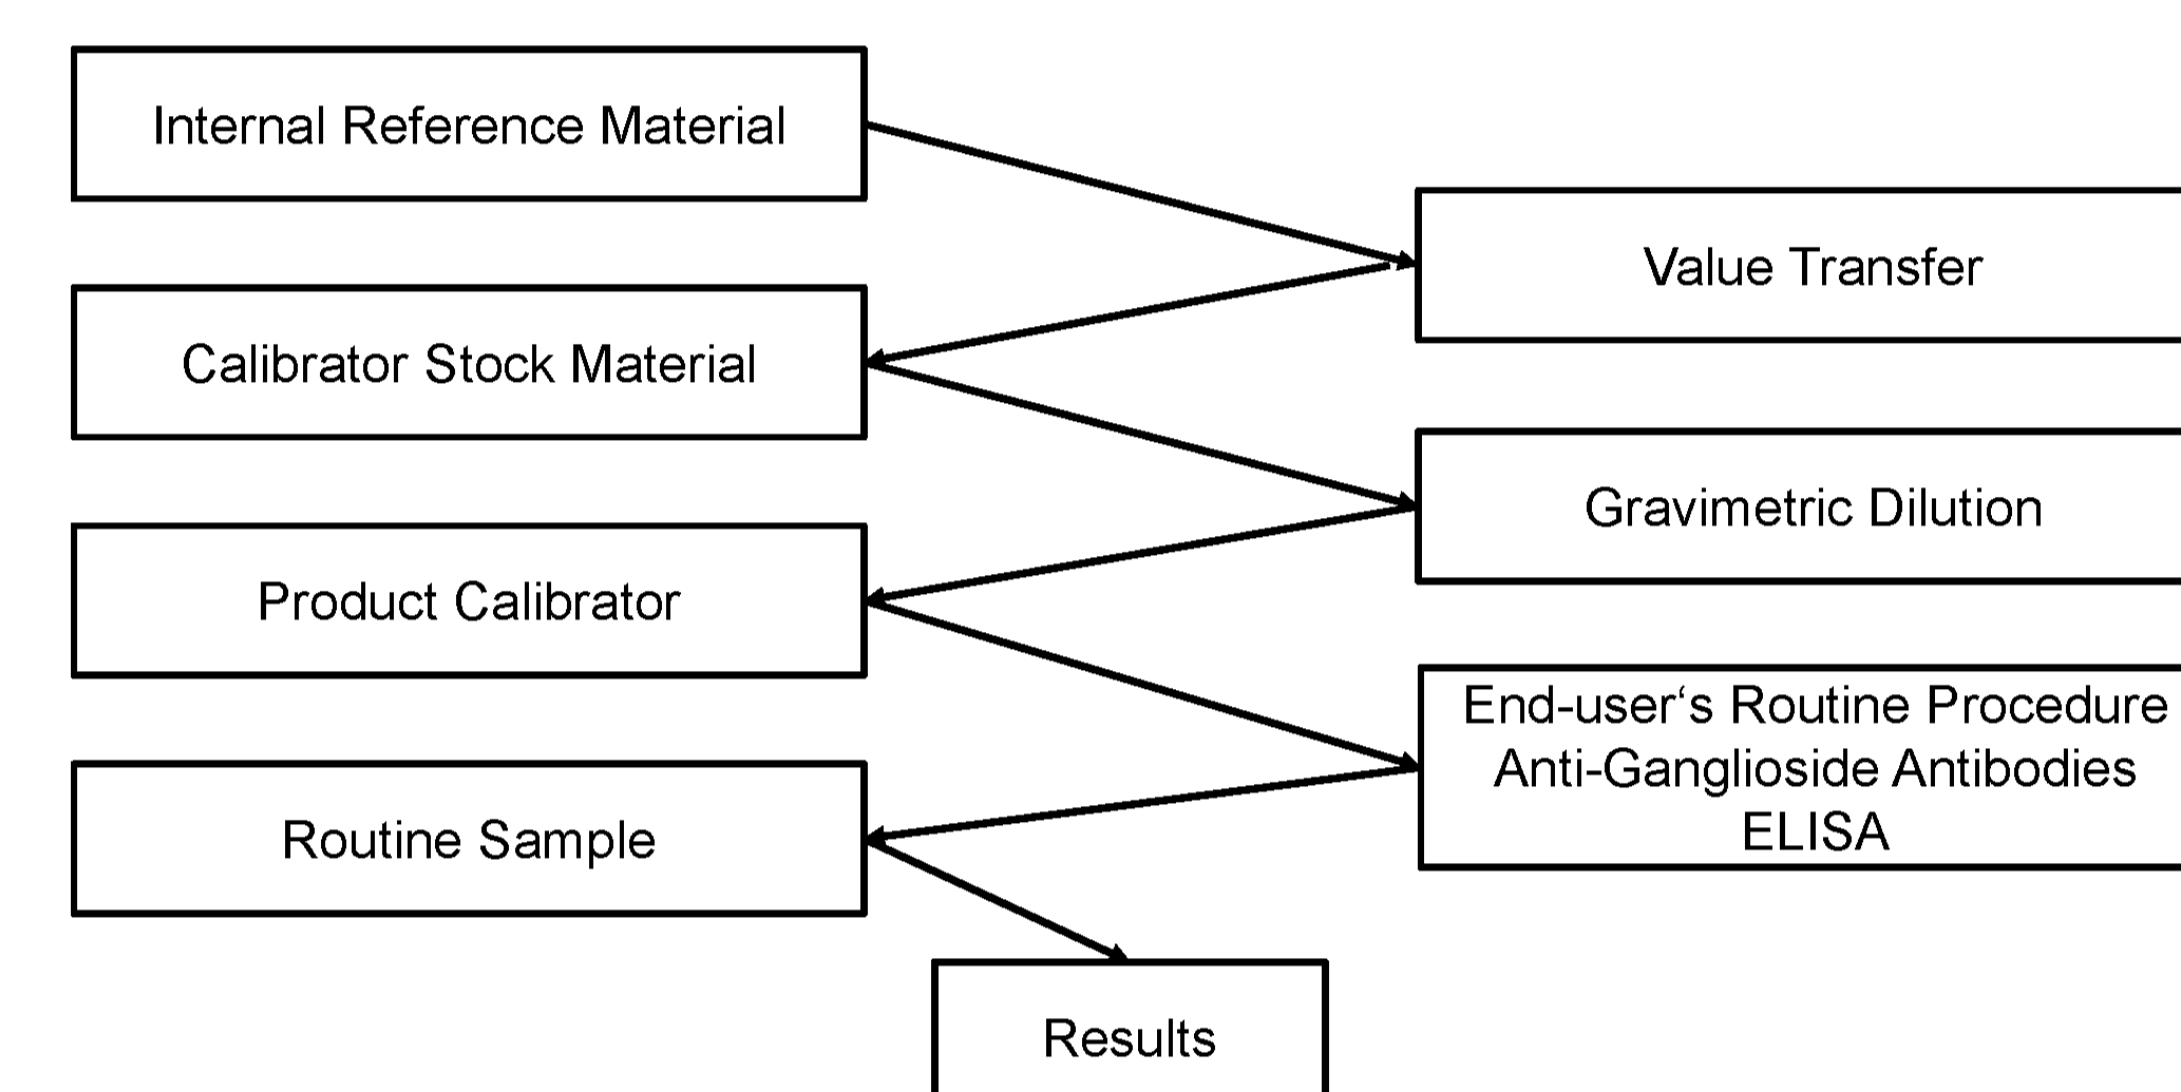 Internal Reference Material
Value Transfer
Calibrator Stock Material
Gravimetric Dilution
Product Calibrator
End-user‘s Routine Procedure
Anti-Ganglioside Antibodies
ELISA
Routine Sample
Results